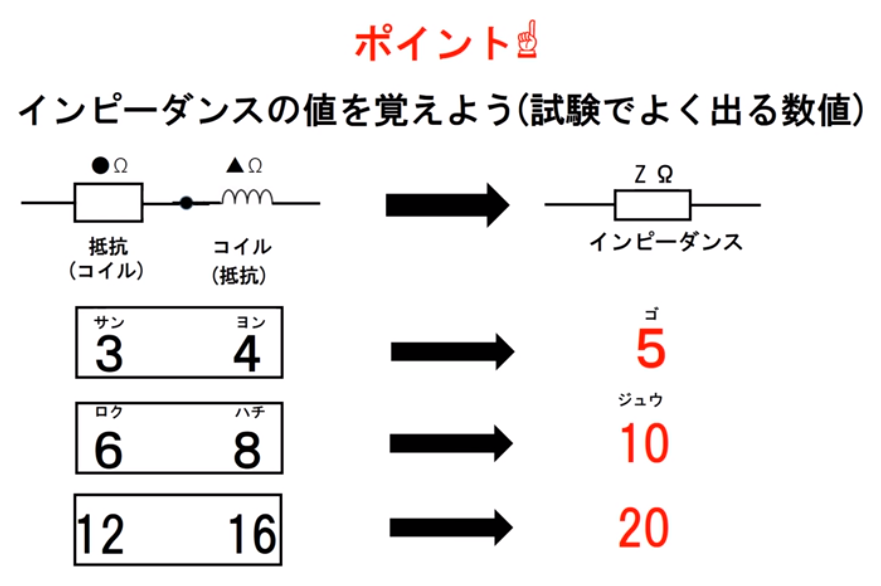 ポイント☝
インピーダンスの値を覚えよう(試験でよく出る数値)
●Ω ▲Ω Z Ω
抵抗 コイル インピーダンス
(コイル) (抵抗)
サン ヨン ゴ
3 4 5
ロク ハチ ジュウ
6 8 10
12 16 20